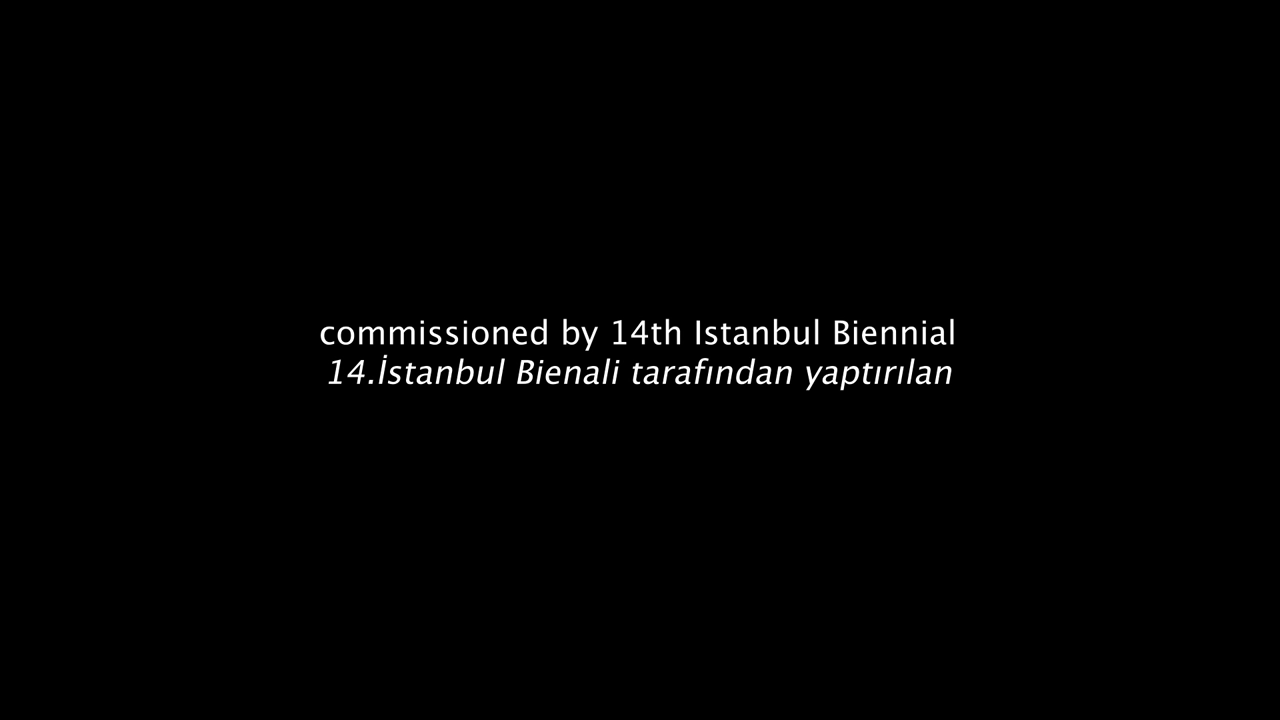 commissioned by 14th Istanbul Biennial
14.İstanbul Bienali tarafından yaptırılan